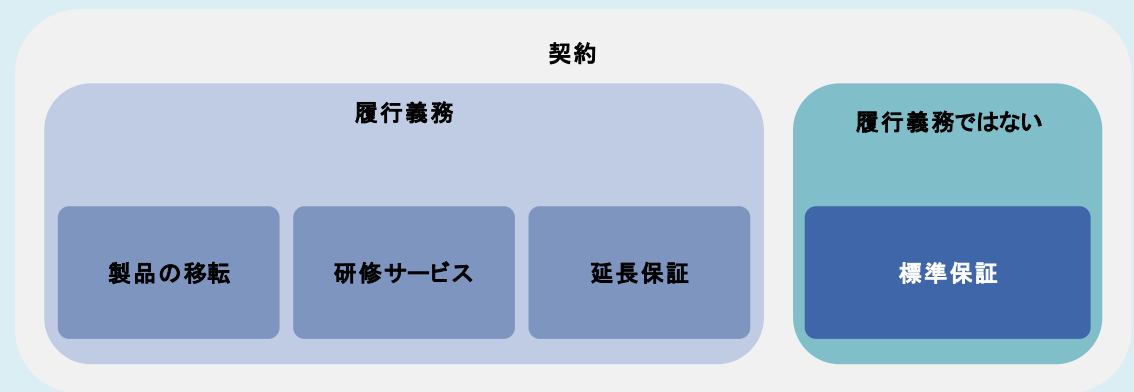 契約
履行義務
履行義務ではない
製品の移転
研修サービス
延長保証
標準保証